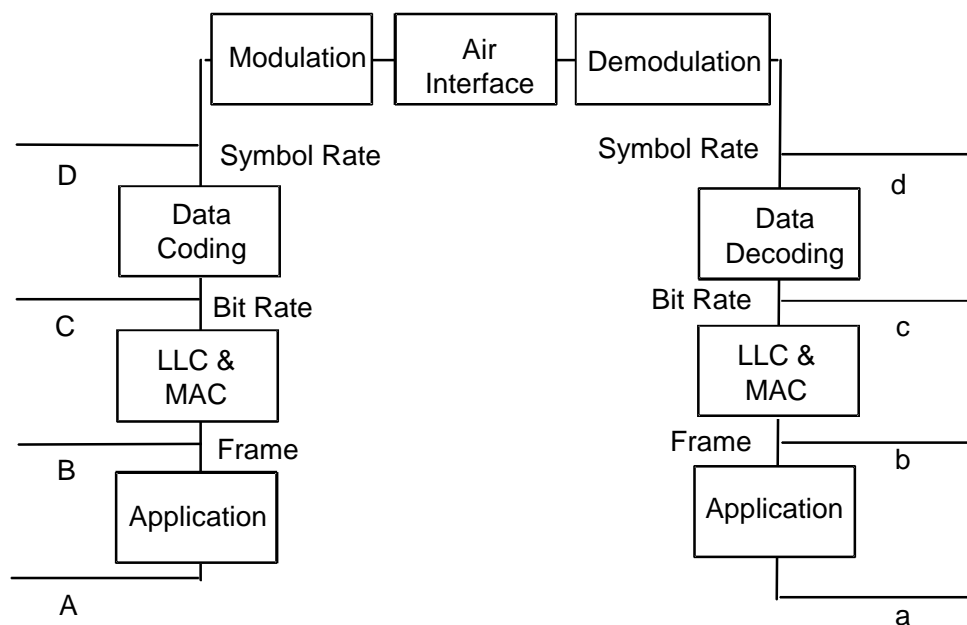 Modulation
Air
Interface
Demodulation
Symbol Rate
Symbol Rate
D
d
Data
Coding
Data
Decoding
Bit Rate
Bit Rate
C
c
LLC &
MAC
LLC &
MAC
Frame
Frame
B
b
Application
Application
A
a